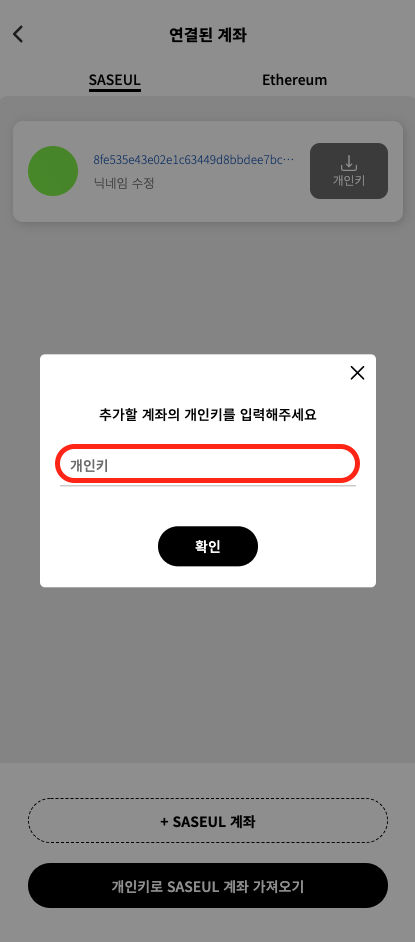 연결된 계좌
SASEUL Ethereum
8fe535e43e02e1c63449d8bbdee7bc···
닉네임 수정
개인키
추가할 계좌의 개인키를 입력해주세요
개인키
확인
+ SASEUL 계좌
개인키로 SASEUL 계좌 가져오기